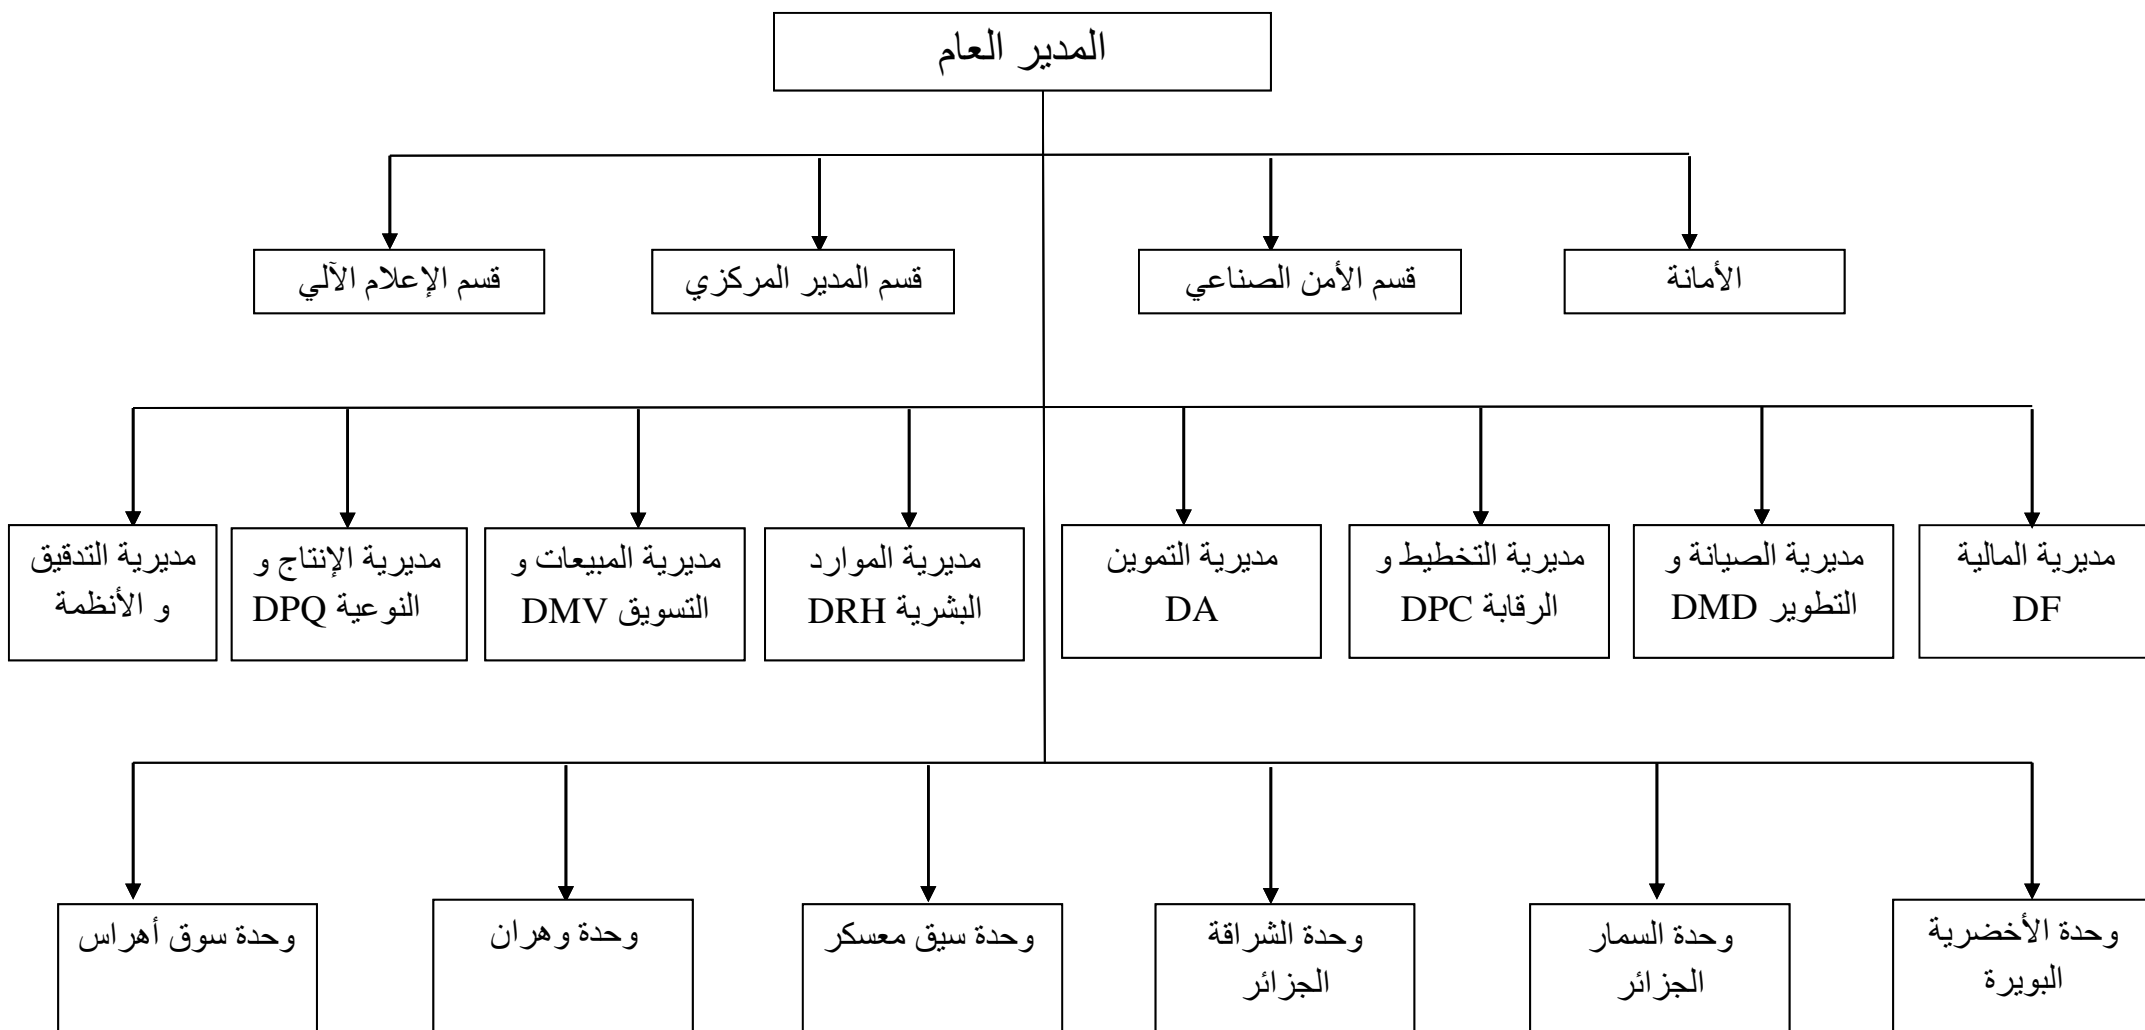 المدير العام
الأمانة
قسم الأمن الصناعي
قسم المدير المركزي
قسم الإعلام الآلي
مديرية المالية
DF
مديرية الصيانة و
التطوير DMD
مديرية التخطيط و
الرقابة DPC
مديرية التموين
DA
مديرية الموارد
البشرية DRH
مديرية المبيعات و
التسويق DMV
مديرية الإنتاج و
النوعية DPQ
مديرية التدقيق
و الأنظمة
وحدة الأخضرية
البويرة
وحدة السمار
الجزائر
وحدة الشراقة
الجزائر
وحدة سيق معسكر
وحدة وهران
وحدة سوق أهراس